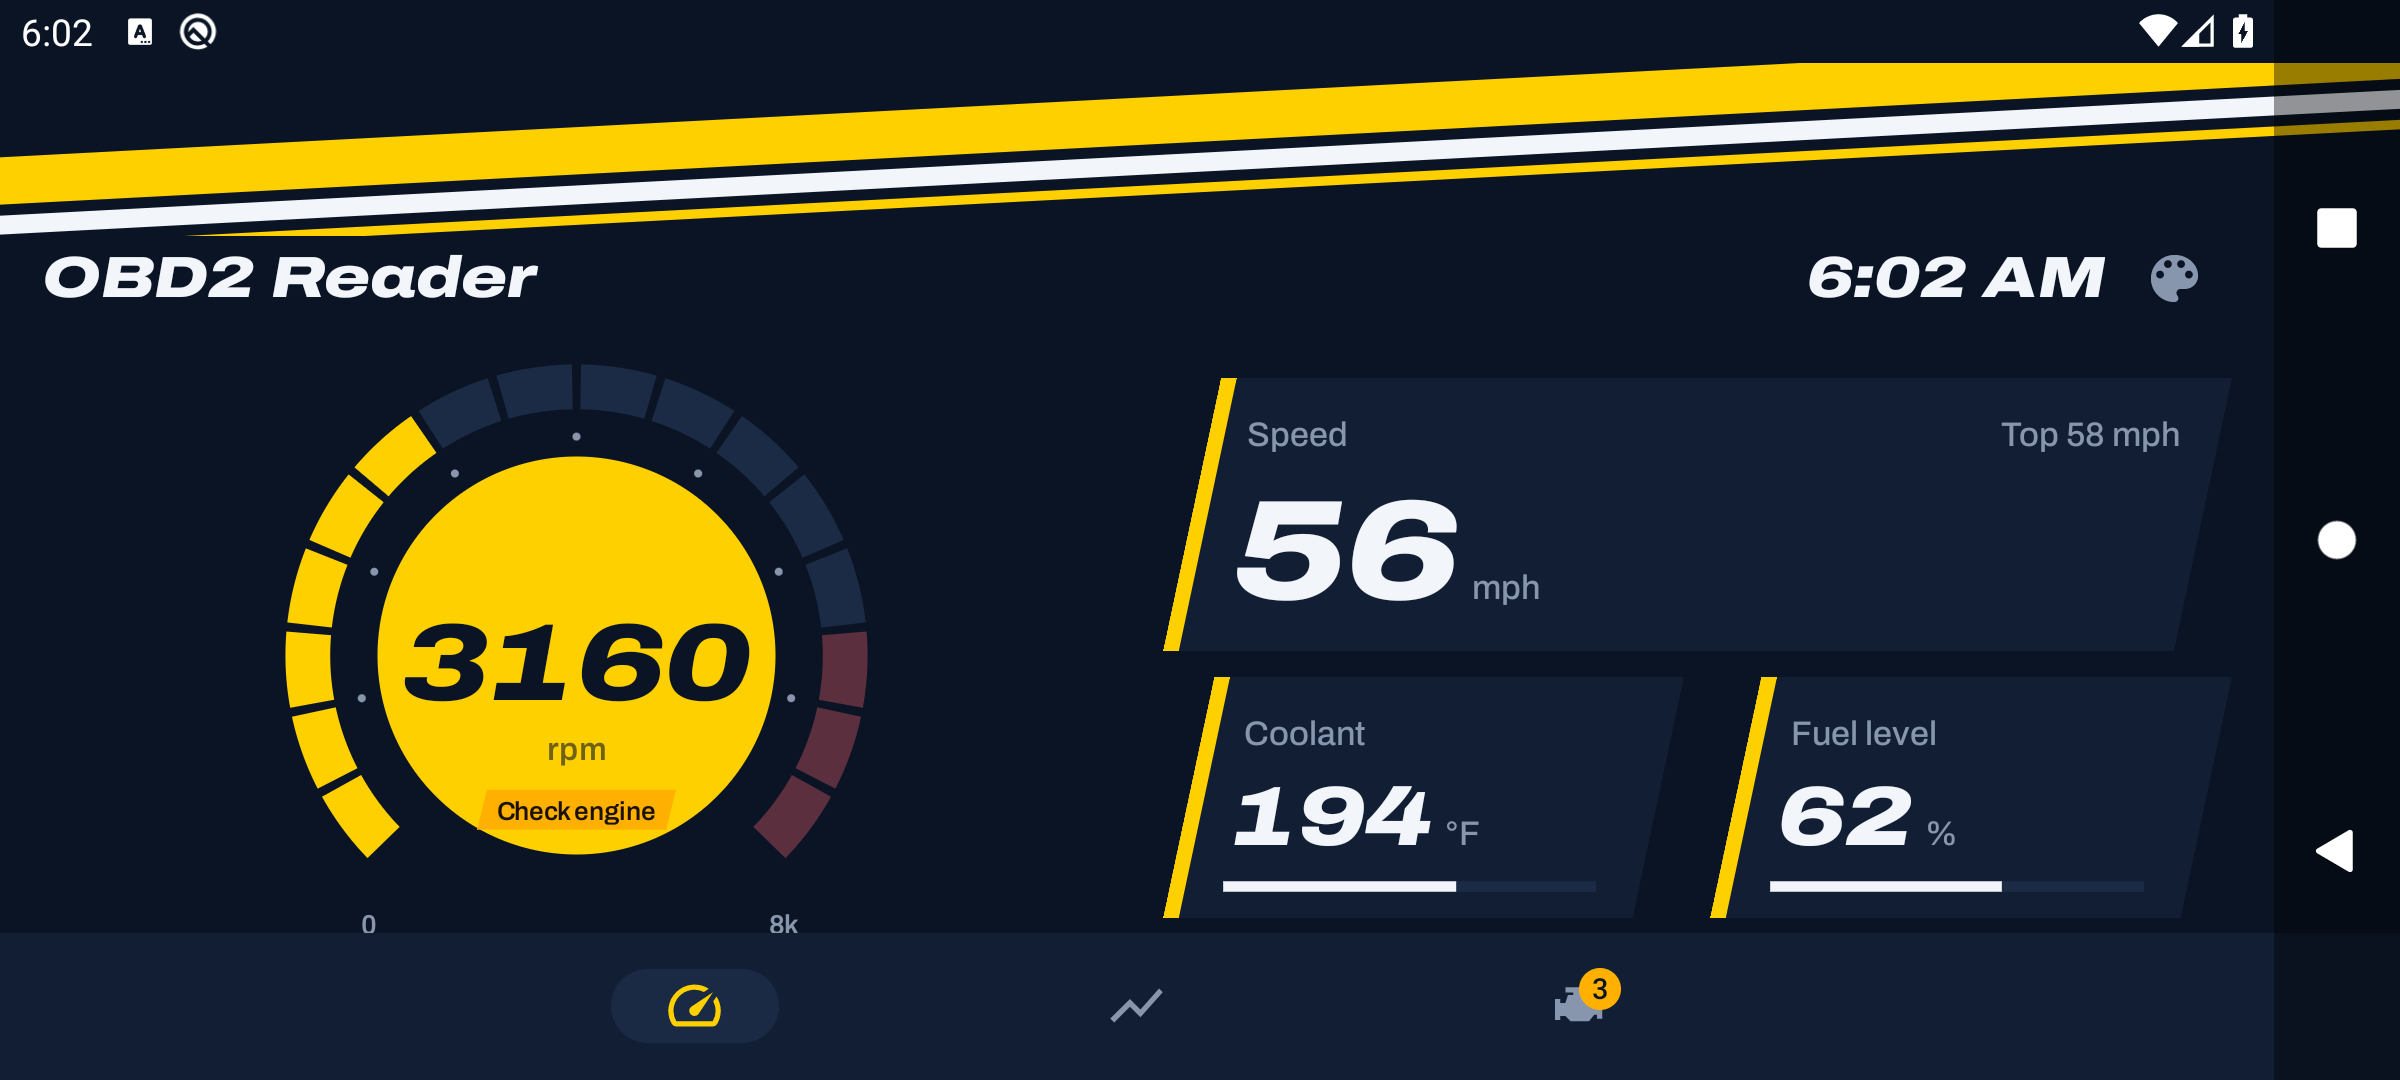 6:02
OBD2 Reader
6:02 AM
3160
rpm
Check engine
0
8k
Speed
Top 58 mph
56 mph
Coolant
194 °F
Fuel level
62 %
3